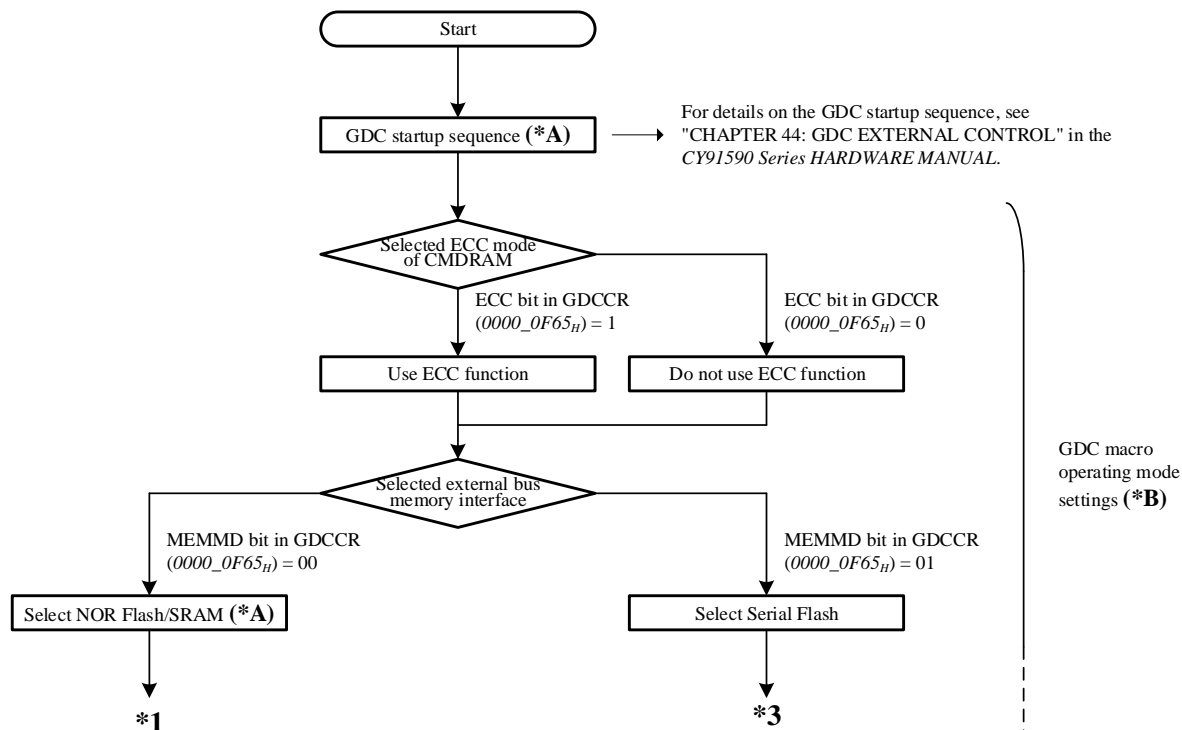 Start
GDC startup sequence (*A)
For details on the GDC startup sequence, see
"CHAPTER 44: GDC EXTERNAL CONTROL" in the
CY91590 Series HARDWARE MANUAL.
Selected ECC mode
of CMDRAM
ECC bit in GDCCR
(0000_0F65H) = 1
ECC bit in GDCCR
(0000_0F65H) = 0
Use ECC function
Do not use ECC function
Selected external bus
memory interface
GDC macro
operating mode
settings (*B)
MEMMD bit in GDCCR
(0000_0F65H) = 00
MEMMD bit in GDCCR
(0000_0F65H) = 01
Select NOR Flash/SRAM (*A)
Select Serial Flash
*1
*3